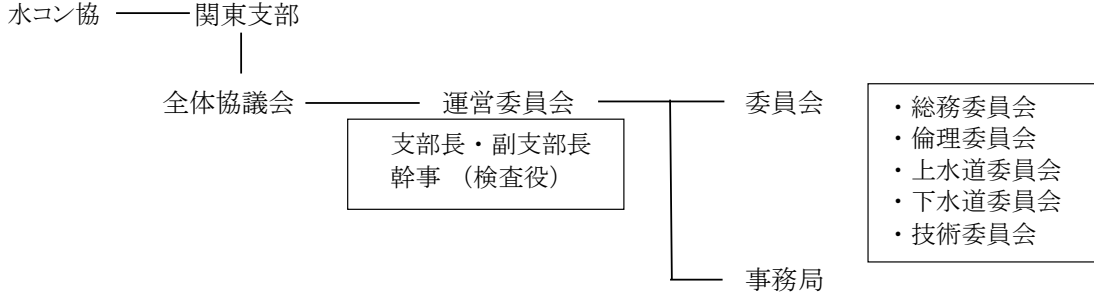 水コン協 関東支部
全体協議会 運営委員会 委員会
支部長・副支部長
幹事 （検査役）
・総務委員会
・倫理委員会
・上水道委員会
・下水道委員会
・技術委員会
事務局